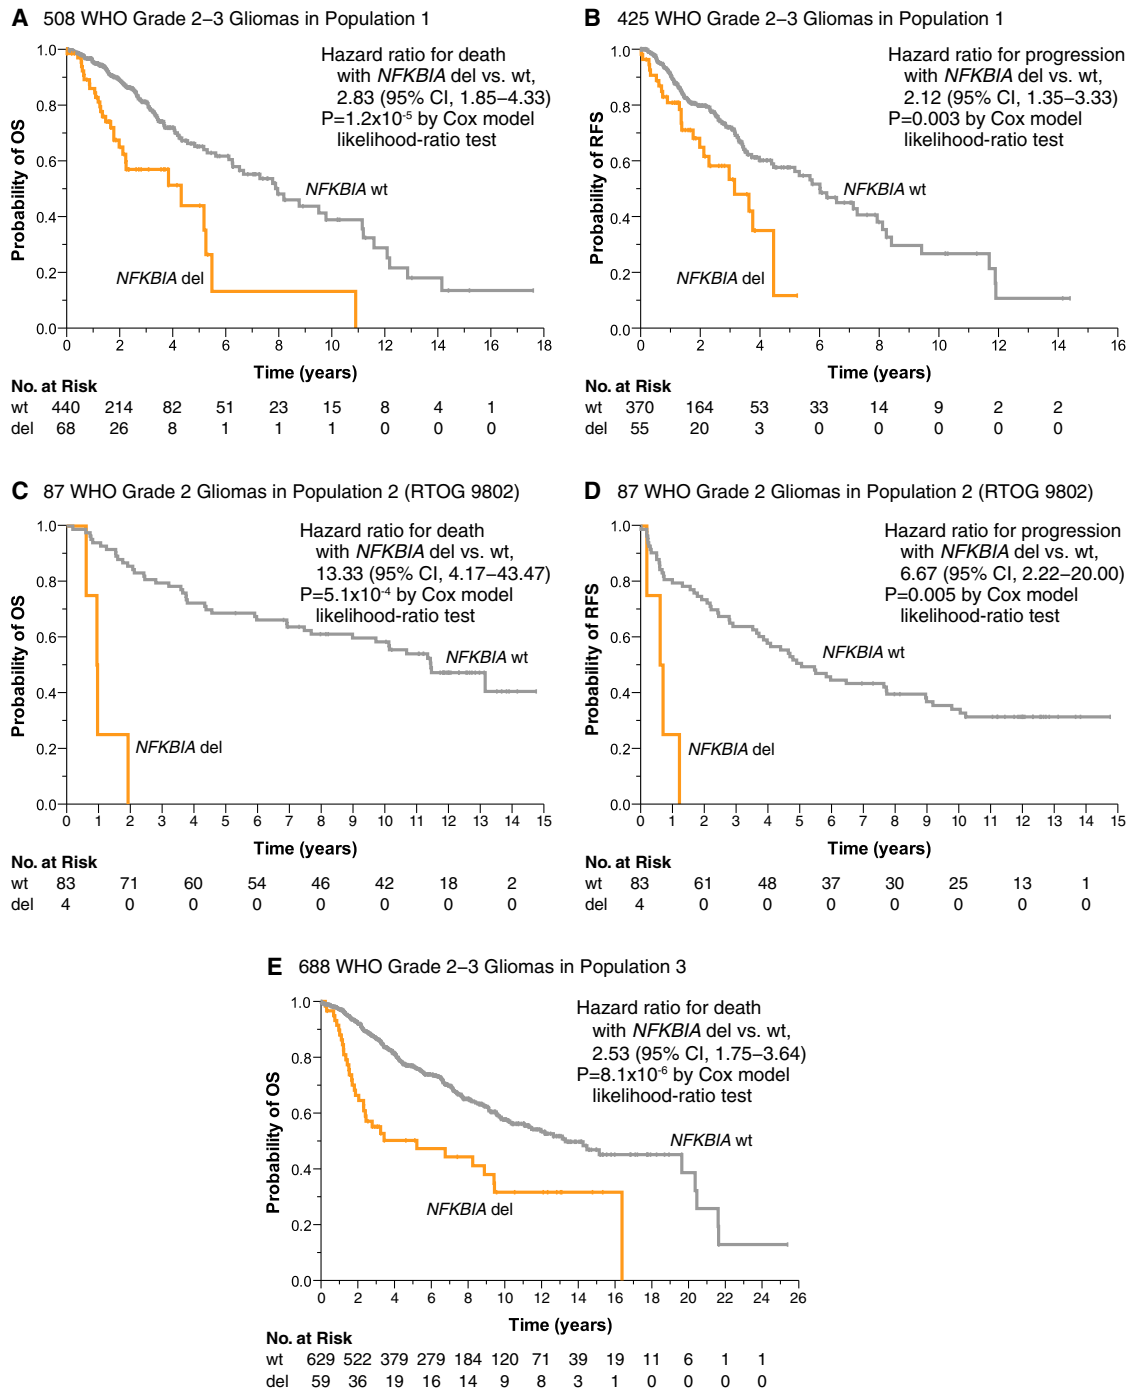 A 508 WHO Grade 2–3 Gliomas in Population 1
Hazard ratio for death
with NFKBIA del vs. wt,
2.83 (95% CI, 1.85–4.33)
P=1.2x10-5 by Cox model
likelihood-ratio test
Probability of OS
1.0
0.8
0.6
0.4
0.2
0.0
NFKBIA wt
NFKBIA del
0 2 4 6 8 10 12 14 16 18
Time (years)
No. at Risk
wt 440 214 82 51 23 15 8 4 1
del 68 26 8 1 1 1 0 0 0
B 425 WHO Grade 2–3 Gliomas in Population 1
Hazard ratio for progression
with NFKBIA del vs. wt,
2.12 (95% CI, 1.35–3.33)
P=0.003 by Cox model
likelihood-ratio test
Probability of RFS
1.0
0.8
0.6
0.4
0.2
0.0
NFKBIA wt
NFKBIA del
0 2 4 6 8 10 12 14 16
Time (years)
No. at Risk
wt 370 164 53 33 14 9 2 2
del 55 20 3 0 0 0 0 0
C 87 WHO Grade 2 Gliomas in Population 2 (RTOG 9802)
Hazard ratio for death
with NFKBIA del vs. wt,
13.33 (95% CI, 4.17–43.47)
P=5.1x10-4 by Cox model
likelihood-ratio test
Probability of OS
1.0
0.8
0.6
0.4
0.2
0.0
NFKBIA wt
NFKBIA del
0 1 2 3 4 5 6 7 8 9 10 11 12 13 14 15
Time (years)
No. at Risk
wt 83 71 60 54 46 42 18 2
del 4 0 0 0 0 0 0 0
D 87 WHO Grade 2 Gliomas in Population 2 (RTOG 9802)
Hazard ratio for progression
with NFKBIA del vs. wt,
6.67 (95% CI, 2.22–20.00)
P=0.005 by Cox model
likelihood-ratio test
Probability of RFS
1.0
0.8
0.6
0.4
0.2
0.0
NFKBIA wt
NFKBIA del
0 1 2 3 4 5 6 7 8 9 10 11 12 13 14 15
Time (years)
No. at Risk
wt 83 61 48 37 30 25 13 1
del 4 0 0 0 0 0 0 0
E 688 WHO Grade 2–3 Gliomas in Population 3
Hazard ratio for death
with NFKBIA del vs. wt,
2.53 (95% CI, 1.75–3.64)
P=8.1x10-6 by Cox model
likelihood-ratio test
Probability of OS
1.0
0.8
0.6
0.4
0.2
0.0
NFKBIA wt
NFKBIA del
0 2 4 6 8 10 12 14 16 18 20 22 24 26
Time (years)
No. at Risk
wt 629 522 379 279 184 120 71 39 19 11 6 1 1
del 59 36 19 16 14 9 8 3 1 0 0 0 0